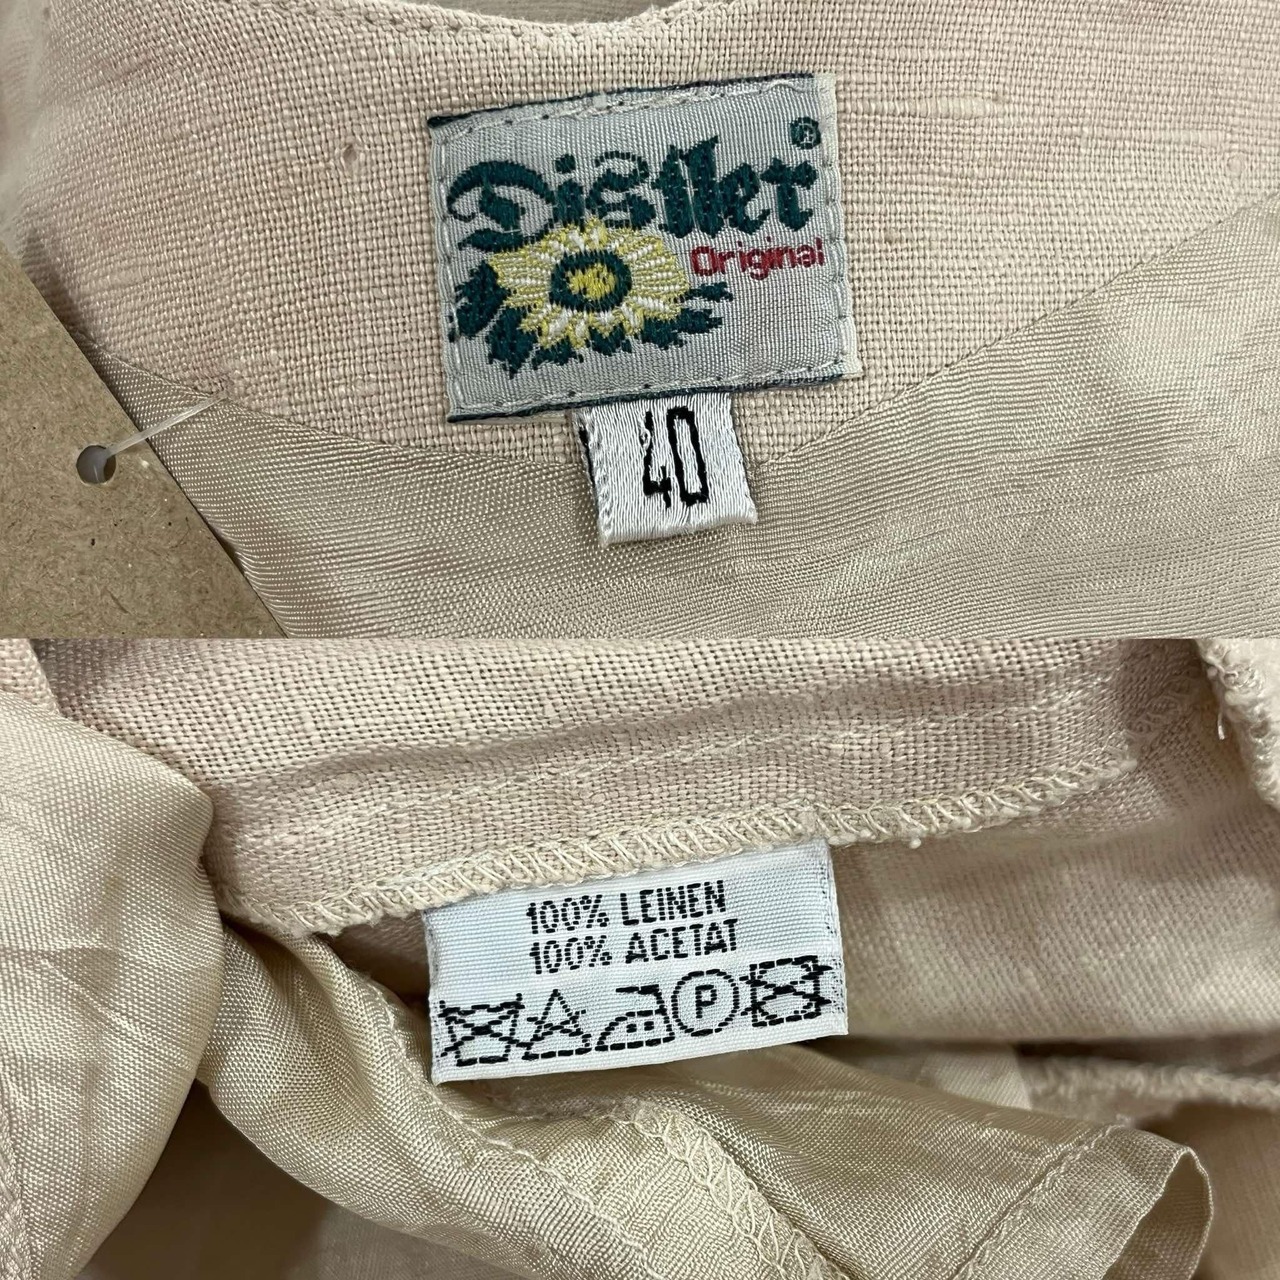 Distler®
Original
40
100% LEINEN
100% ACETAT
P